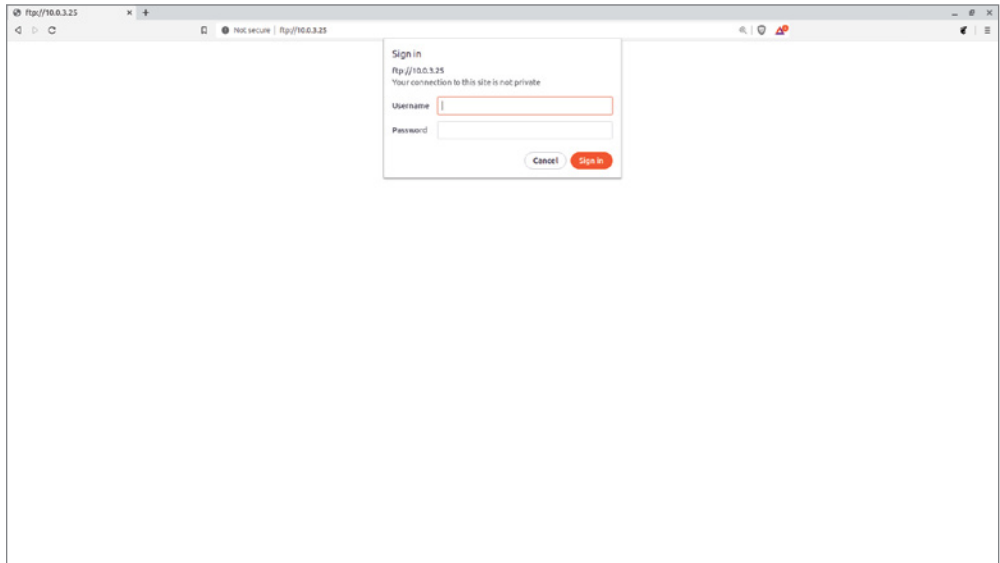 ftp://10.0.3.25
Not secure | ftp://10.0.3.25
Sign in
ftp://10.0.3.25
Your connection to this site is not private
Username
Password
Cancel
Sign in